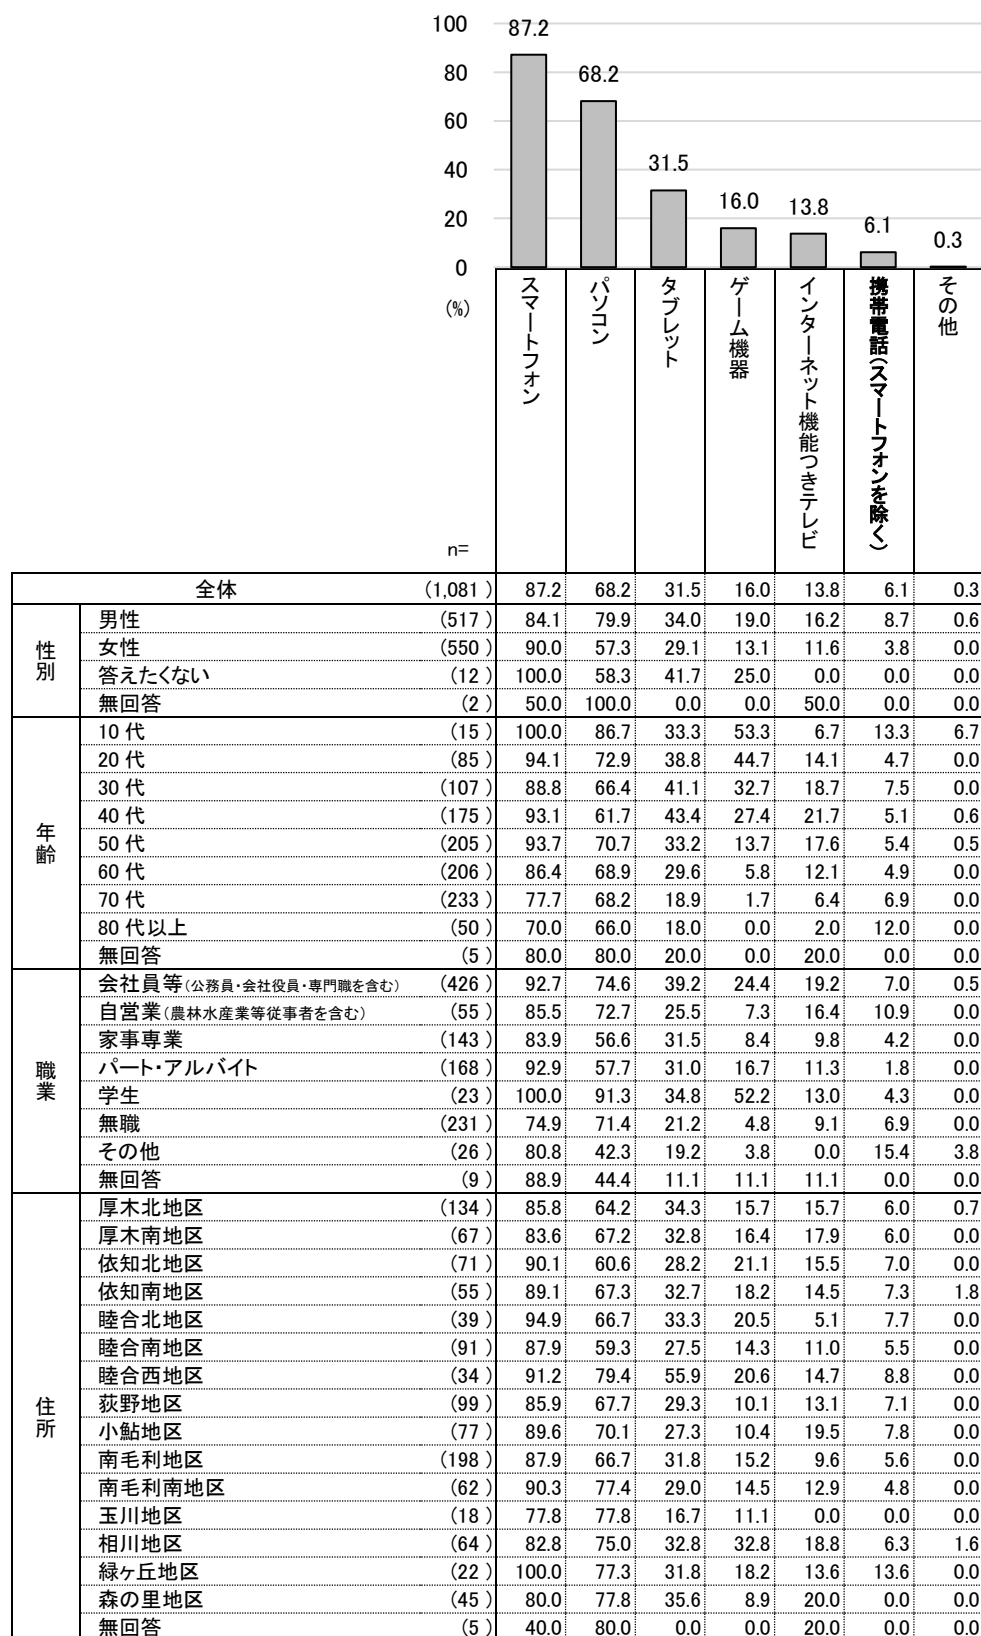 100
80
60
40
20
0
(%)
87.2
68.2
31.5
16.0
13.8
6.1
0.3
スマートフォン
パソコン
タブレット
ゲーム機器
インターネット機能つきテレビ
携帯電話(スマートフォンを除く)
その他
n=
全体 (1,081) 87.2 68.2 31.5 16.0 13.8 6.1 0.3
性別
男性 (517) 84.1 79.9 34.0 19.0 16.2 8.7 0.6
女性 (550) 90.0 57.3 29.1 13.1 11.6 3.8 0.0
答えたくない (12) 100.0 58.3 41.7 25.0 0.0 0.0 0.0
無回答 (2) 50.0 100.0 0.0 0.0 50.0 0.0 0.0
年齢
10代 (15) 100.0 86.7 33.3 53.3 6.7 13.3 6.7
20代 (85) 94.1 72.9 38.8 44.7 14.1 4.7 0.0
30代 (107) 88.8 66.4 41.1 32.7 18.7 7.5 0.0
40代 (175) 93.1 61.7 43.4 27.4 21.7 5.1 0.6
50代 (205) 93.7 70.7 33.2 13.7 17.6 5.4 0.5
60代 (206) 86.4 68.9 29.6 5.8 12.1 4.9 0.0
70代 (233) 77.7 68.2 18.9 1.7 6.4 6.9 0.0
80代以上 (50) 70.0 66.0 18.0 0.0 2.0 12.0 0.0
無回答 (5) 80.0 80.0 20.0 0.0 20.0 0.0 0.0
職業
会社員等(公務員・会社役員・専門職を含む) (426) 92.7 74.6 39.2 24.4 19.2 7.0 0.5
自営業(農林水産業等従事者を含む) (55) 85.5 72.7 25.5 7.3 16.4 10.9 0.0
家事専業 (143) 83.9 56.6 31.5 8.4 9.8 4.2 0.0
パート・アルバイト (168) 92.9 57.7 31.0 16.7 11.3 1.8 0.0
学生 (23) 100.0 91.3 34.8 52.2 13.0 4.3 0.0
無職 (231) 74.9 71.4 21.2 4.8 9.1 6.9 0.0
その他 (26) 80.8 42.3 19.2 3.8 0.0 15.4 3.8
無回答 (9) 88.9 44.4 11.1 11.1 11.1 0.0 0.0
住所
厚木北地区 (134) 85.8 64.2 34.3 15.7 15.7 6.0 0.7
厚木南地区 (67) 83.6 67.2 32.8 16.4 17.9 6.0 0.0
依知北地区 (71) 90.1 60.6 28.2 21.1 15.5 7.0 0.0
依知南地区 (55) 89.1 67.3 32.7 18.2 14.5 7.3 1.8
睦合北地区 (39) 94.9 66.7 33.3 20.5 5.1 7.7 0.0
睦合南地区 (91) 87.9 59.3 27.5 14.3 11.0 5.5 0.0
睦合西地区 (34) 91.2 79.4 55.9 20.6 14.7 8.8 0.0
荻野地区 (99) 85.9 67.7 29.3 10.1 13.1 7.1 0.0
小鮎地区 (77) 89.6 70.1 27.3 10.4 19.5 7.8 0.0
南毛利地区 (198) 87.9 66.7 31.8 15.2 9.6 5.6 0.0
南毛利南地区 (62) 90.3 77.4 29.0 14.5 12.9 4.8 0.0
玉川地区 (18) 77.8 77.8 16.7 11.1 0.0 0.0 0.0
相川地区 (64) 82.8 75.0 32.8 32.8 18.8 6.3 1.6
緑ヶ丘地区 (22) 100.0 77.3 31.8 18.2 13.6 13.6 0.0
森の里地区 (45) 80.0 77.8 35.6 8.9 20.0 0.0 0.0
無回答 (5) 40.0 80.0 0.0 0.0 20.0 0.0 0.0